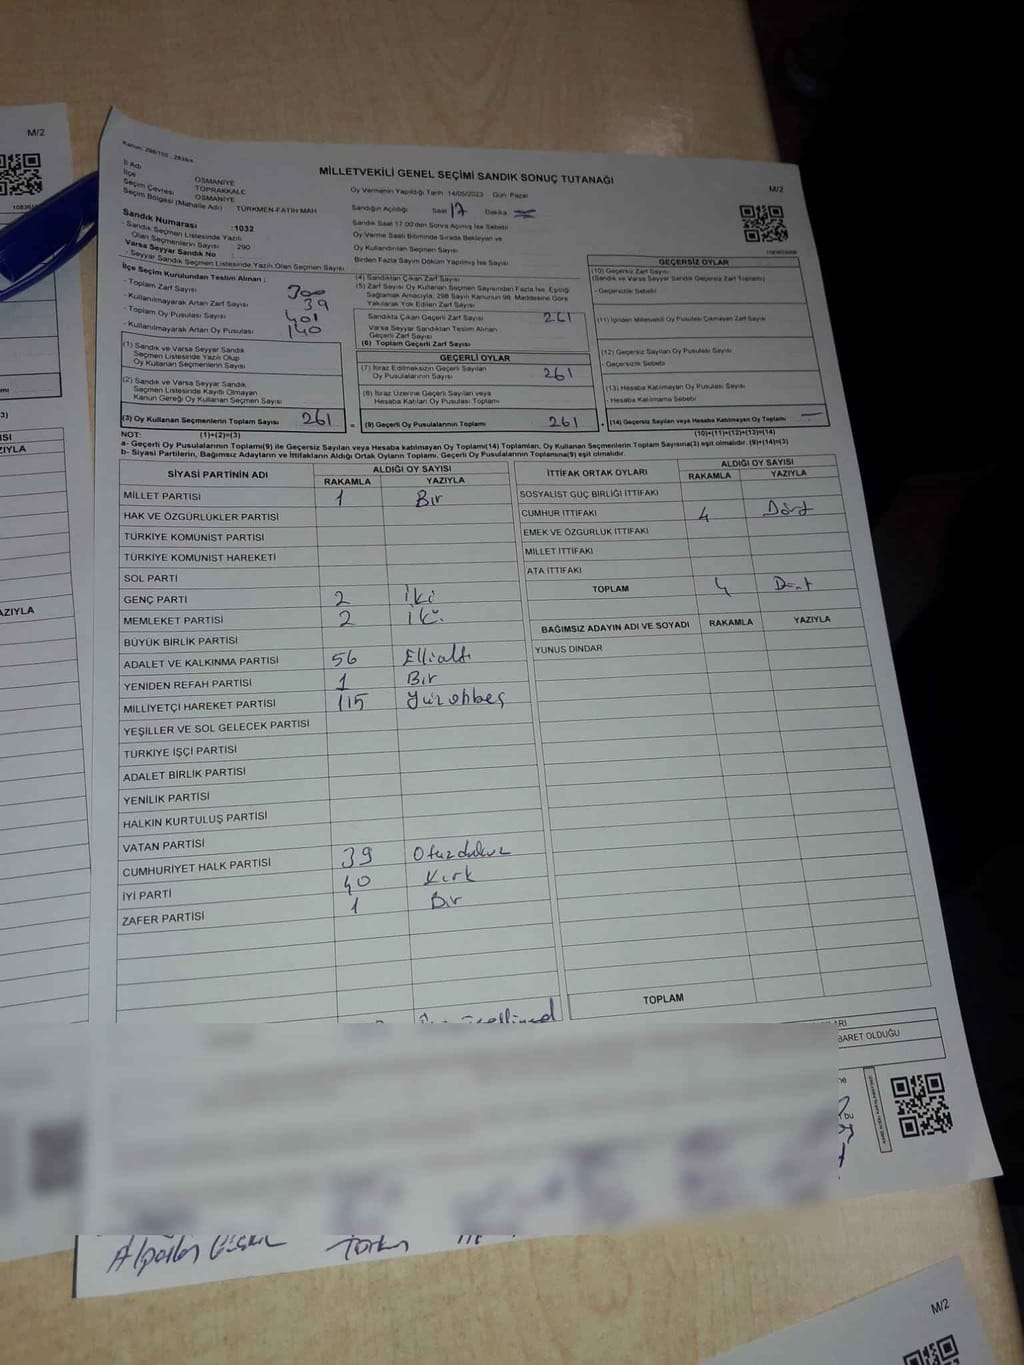 M/2
Kanun: 298/105 , 2839/4
MİLLETVEKİLİ GENEL SEÇİMİ SANDIK SONUÇ TUTANAĞI
M/2
İl Adı OSMANİYE
İlçe TOPRAKKALE
Seçim Çevresi OSMANİYE
Seçim Bölgesi (Mahalle Adı) TÜRKMEN-FATİH MAH
Oy Vermenin Yapıldığı Tarih 14/05/2023 Gün: Pazar
Sandığın Açıldığı Saat 17 Dakika
Sandık Saat 17:00'den Sonra Açılmış İse Sebebi
Oy Verme Saati Bitiminde Sırada Bekleyen ve
Oy Kullandırılan Seçmen Sayısı
Birden Fazla Sayım Döküm Yapılmış İse Sayısı
Sandık Numarası :1032
- Sandık Seçmen Listesinde Yazılı
Olan Seçmenlerin Sayısı : 290
Varsa Seyyar Sandık No :
- Seyyar Sandık Seçmen Listesinde Yazılı Olan Seçmen Sayısı
İlçe Seçim Kurulundan Teslim Alınan :
- Toplam Zarf Sayısı 300
- Kullanılmayarak Artan Zarf Sayısı 39
- Toplam Oy Pusulası Sayısı 401
- Kullanılmayarak Artan Oy Pusulası 140
(1) Sandık ve Varsa Seyyar Sandık
Seçmen Listesinde Yazılı Olup
Oy Kullanan Seçmenlerin Sayısı
(2) Sandık ve Varsa Seyyar Sandık
Seçmen Listesinde Kayıtlı Olmayan
Kanun Gereği Oy Kullanan Seçmen Sayısı
(3) Oy Kullanan Seçmenlerin Toplam Sayısı 261
(1)+(2)=(3)
(4) Sandıktan Çıkan Zarf Sayısı
(5) Zarf Sayısı Oy Kullanan Seçmen Sayısından Fazla İse, Eşitliği
Sağlamak Amacıyla, 298 Sayılı Kanunun 98. Maddesine Göre
Yakılarak Yok Edilen Zarf Sayısı
Sandıkta Çıkan Geçerli Zarf Sayısı 261
Varsa Seyyar Sandıktan Teslim Alınan
Geçerli Zarf Sayısı
(6) Toplam Geçerli Zarf Sayısı
GEÇERLİ OYLAR
(7) İtiraz Edilmeksizin Geçerli Sayılan
Oy Pusulalarının Sayısı 261
(8) İtiraz Üzerine Geçerli Sayılan veya
Hesaba Katılan Oy Pusulası Toplamı
= (9) Geçerli Oy Pusulalarının Toplamı 261
GEÇERSİZ OYLAR
(10) Geçersiz Zarf Sayısı
(Sandık ve Varsa Seyyar Sandık Geçersiz Zarf Toplamı)
- Geçersizlik Sebebi
(11) İçinden Milletvekili Oy Pusulası Çıkmayan Zarf Sayısı
(12) Geçersiz Sayılan Oy Pusulası Sayısı
- Geçersizlik Sebebi
(13) Hesaba Katılmayan Oy Pusulası Sayısı
- Hesaba Katılmama Sebebi
+ (14) Geçersiz Sayılan veya Hesaba Katılmayan Oy Toplamı —
(10)+(11)+(12)+(13)=(14)
NOT:
a- Geçerli Oy Pusulalarının Toplamı(9) ile Geçersiz Sayılan veya Hesaba katılmayan Oy Toplamı(14) Toplamları, Oy Kullanan Seçmenlerin Toplam Sayısına(3) eşit olmalıdır. (9)+(14)=(3)
b- Siyasi Partilerin, Bağımsız Adayların ve İttifakların Aldığı Ortak Oyların Toplamı, Geçerli Oy Pusulalarının Toplamına(9) eşit olmalıdır.
SİYASİ PARTİNİN ADI ALDIĞI OY SAYISI
RAKAMLA YAZIYLA
MİLLET PARTİSİ 1 Bir
HAK VE ÖZGÜRLÜKLER PARTİSİ
TÜRKİYE KOMÜNİST PARTİSİ
TÜRKİYE KOMÜNİST HAREKETİ
SOL PARTİ
GENÇ PARTİ 2 İki
MEMLEKET PARTİSİ 2 İki
BÜYÜK BİRLİK PARTİSİ
ADALET VE KALKINMA PARTİSİ 56 Ellialtı
YENİDEN REFAH PARTİSİ 1 Bir
MİLLİYETÇİ HAREKET PARTİSİ 115 Yüzonbeş
YEŞİLLER VE SOL GELECEK PARTİSİ
TÜRKİYE İŞÇİ PARTİSİ
ADALET BİRLİK PARTİSİ
YENİLİK PARTİSİ
HALKIN KURTULUŞ PARTİSİ
VATAN PARTİSİ
CUMHURİYET HALK PARTİSİ 39 Otuzdokuz
İYİ PARTİ 40 Kırk
ZAFER PARTİSİ 1 Bir
İTTİFAK ORTAK OYLARI ALDIĞI OY SAYISI
RAKAMLA YAZIYLA
SOSYALİST GÜÇ BİRLİĞİ İTTİFAKI
CUMHUR İTTİFAKI 4 Dört
EMEK VE ÖZGÜRLÜK İTTİFAKI
MİLLET İTTİFAKI
ATA İTTİFAKI
TOPLAM 4 Dört
BAĞIMSIZ ADAYIN ADI VE SOYADI RAKAMLA YAZIYLA
YUNUS DİNDAR
TOPLAM
BARET OLDUĞU
M/2